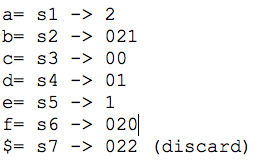 a= s1 -> 2
b= s2 -> 021
c= s3 -> 00
d= s4 -> 01
e= s5 -> 1
f= s6 -> 020
$= s7 -> 022 (discard)